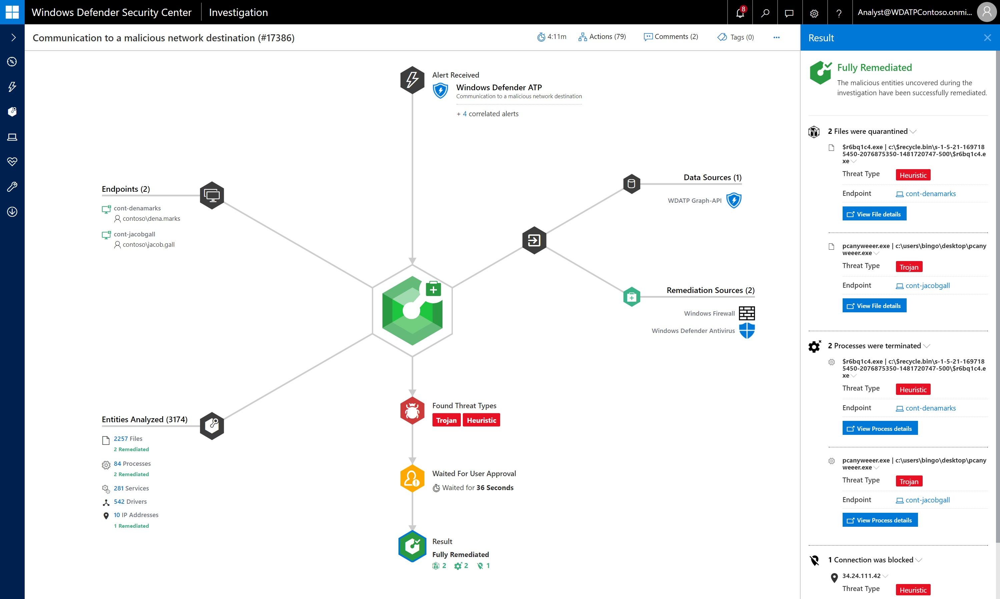 Windows Defender Security Center
Investigation
8
Analyst@WDATPContoso.onmi...
Communication to a malicious network destination (#17386)
4:11m
Actions (79)
Comments (2)
Tags (0)
...
Alert Received
Windows Defender ATP
Communication to a malicious network destination
+ 4 correlated alerts
Endpoints (2)
cont-denamarks
contoso\dena.marks
cont-jacobgall
contoso\jacob.gall
Data Sources (1)
WDATP Graph-API
Remediation Sources (2)
Windows Firewall
Windows Defender Antivirus
Entities Analyzed (3174)
2257 Files
2 Remediated
84 Processes
2 Remediated
281 Services
542 Drivers
10 IP Addresses
1 Remediated
Found Threat Types
Trojan
Heuristic
Waited For User Approval
Waited for 36 Seconds
Result
Fully Remediated
2
2
1
Result
Fully Remediated
The malicious entities uncovered during the
investigation have been successfully remediated.
2 Files were quarantined
$r6bq1c4.exe | c:\$recycle.bin\s-1-5-21-169718
5450-2076875350-1481720747-500\$r6bq1c4.e
xe
Threat Type
Heuristic
Endpoint
cont-denamarks
View File details
pcanyweeer.exe | c:\users\bingo\desktop\pcany
weeer.exe
Threat Type
Trojan
Endpoint
cont-jacobgall
View File details
2 Processes were terminated
$r6bq1c4.exe | c:\$recycle.bin\s-1-5-21-169718
5450-2076875350-1481720747-500\$r6bq1c4.e
xe
Threat Type
Heuristic
Endpoint
cont-denamarks
View Process details
pcanyweeer.exe | c:\users\bingo\desktop\pcany
weeer.exe
Threat Type
Trojan
Endpoint
cont-jacobgall
View Process details
1 Connection was blocked
34.24.111.42
Threat Type
Heuristic